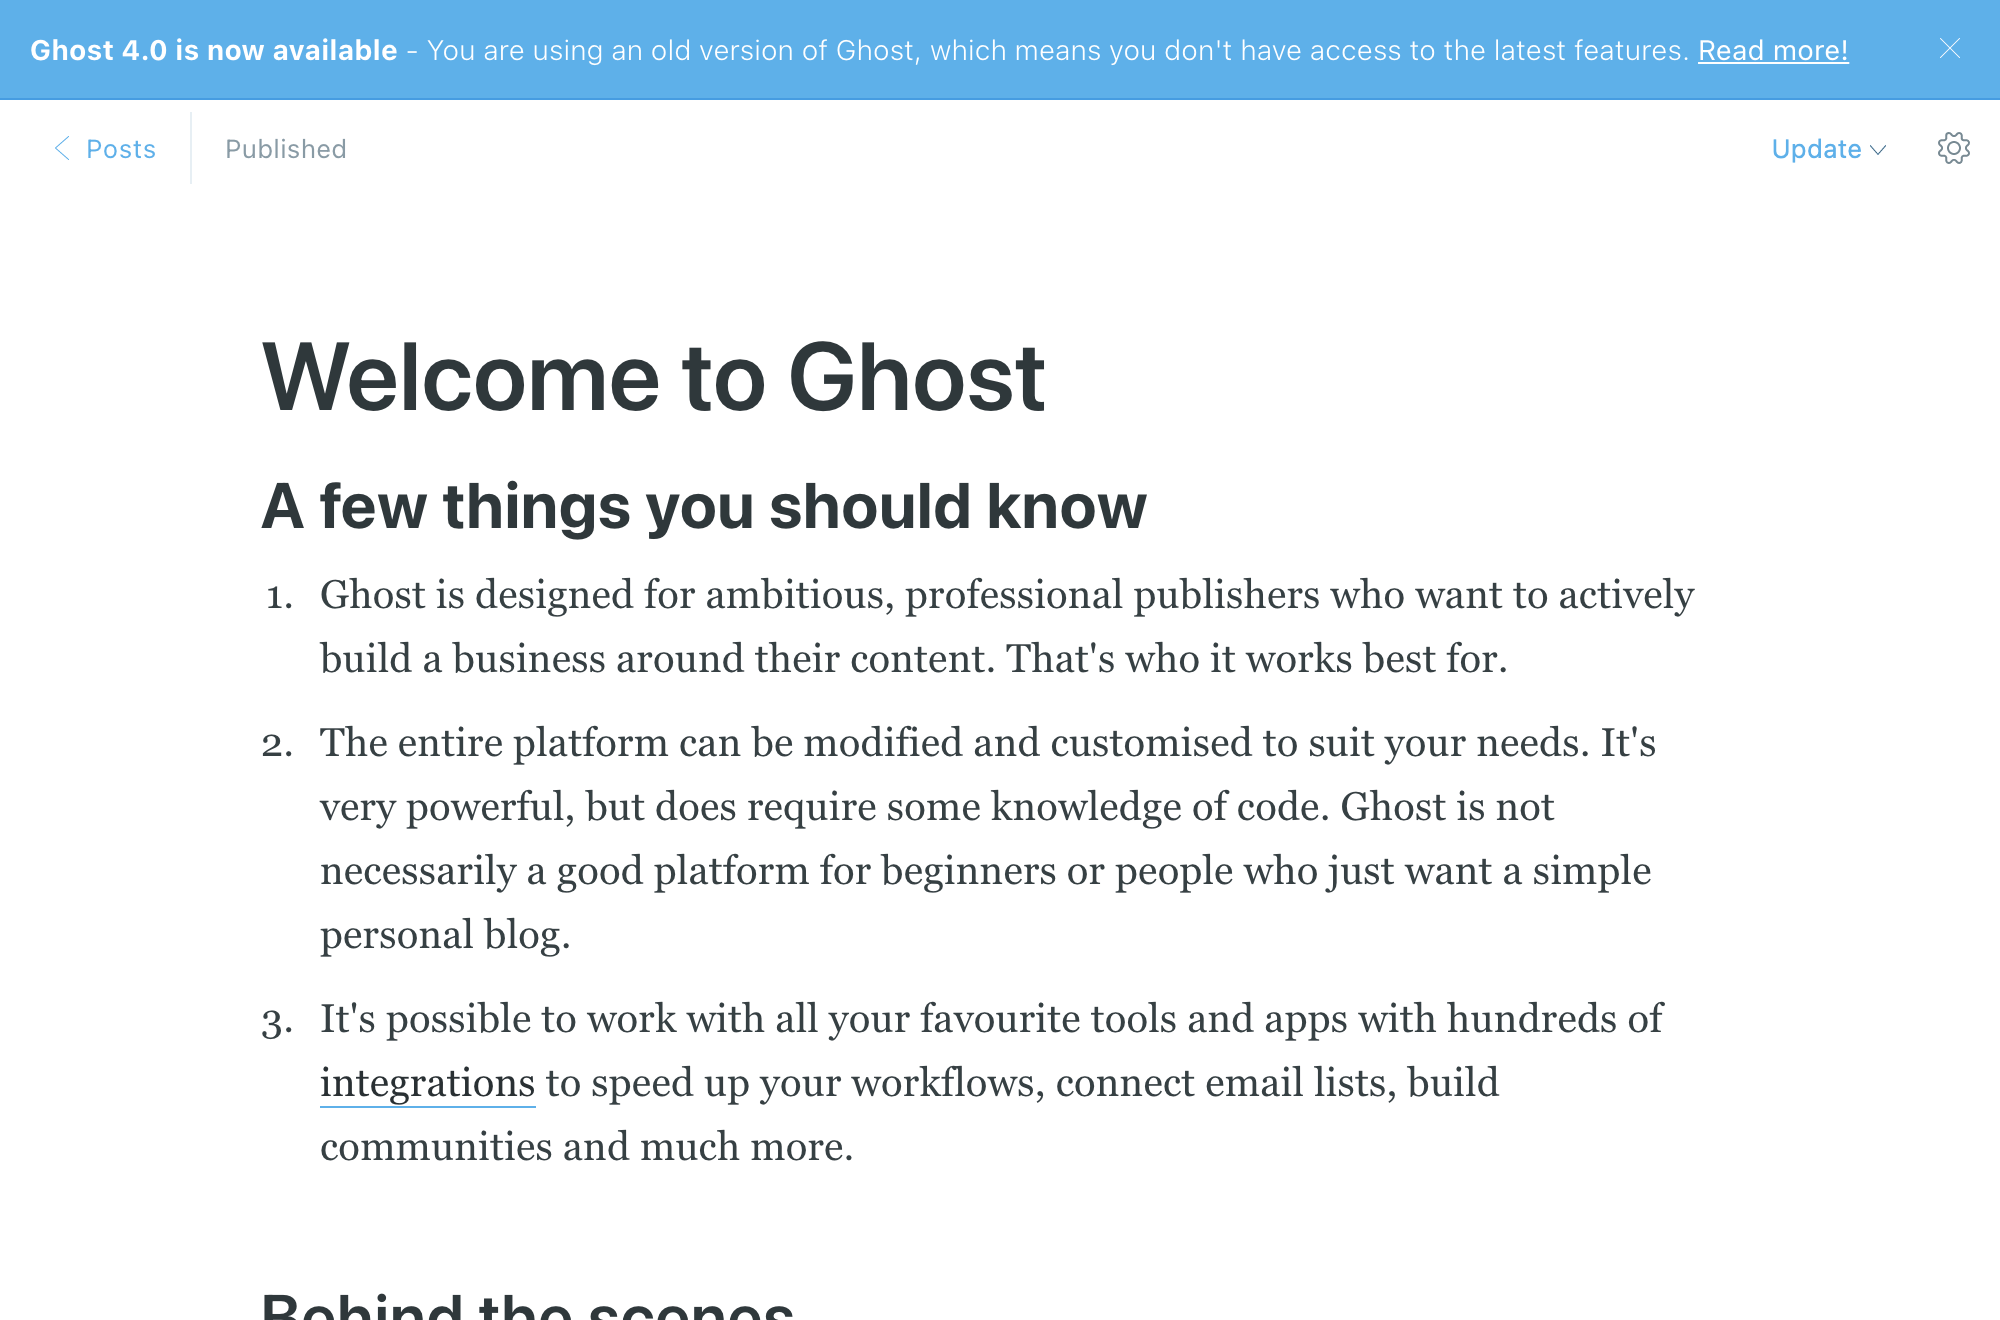 Ghost 4.0 is now available - You are using an old version of Ghost, which means you don't have access to the latest features. Read more!
Posts
Published
Update
Welcome to Ghost
A few things you should know
1. Ghost is designed for ambitious, professional publishers who want to actively
build a business around their content. That's who it works best for.
2. The entire platform can be modified and customised to suit your needs. It's
very powerful, but does require some knowledge of code. Ghost is not
necessarily a good platform for beginners or people who just want a simple
personal blog.
3. It's possible to work with all your favourite tools and apps with hundreds of
integrations to speed up your workflows, connect email lists, build
communities and much more.
Behind the scenes